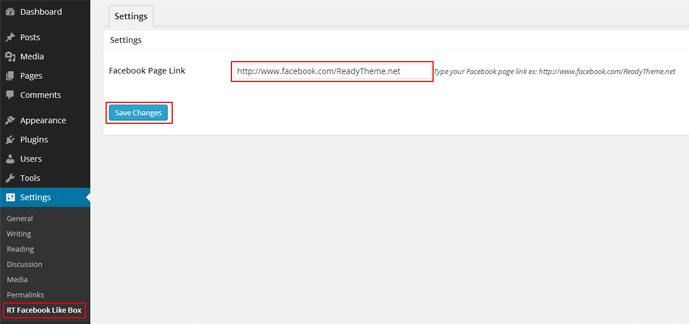 Dashboard
Posts
Media
Pages
Comments
Appearance
Plugins
Users
Tools
Settings
General
Writing
Reading
Discussion
Media
Permalinks
RT Facebook Like Box
Settings
Settings
Facebook Page Link http://www.facebook.com/ReadyTheme.net Type your Facebook page link ex: http://www.facebook.com/ReadyTheme.net
Save Changes